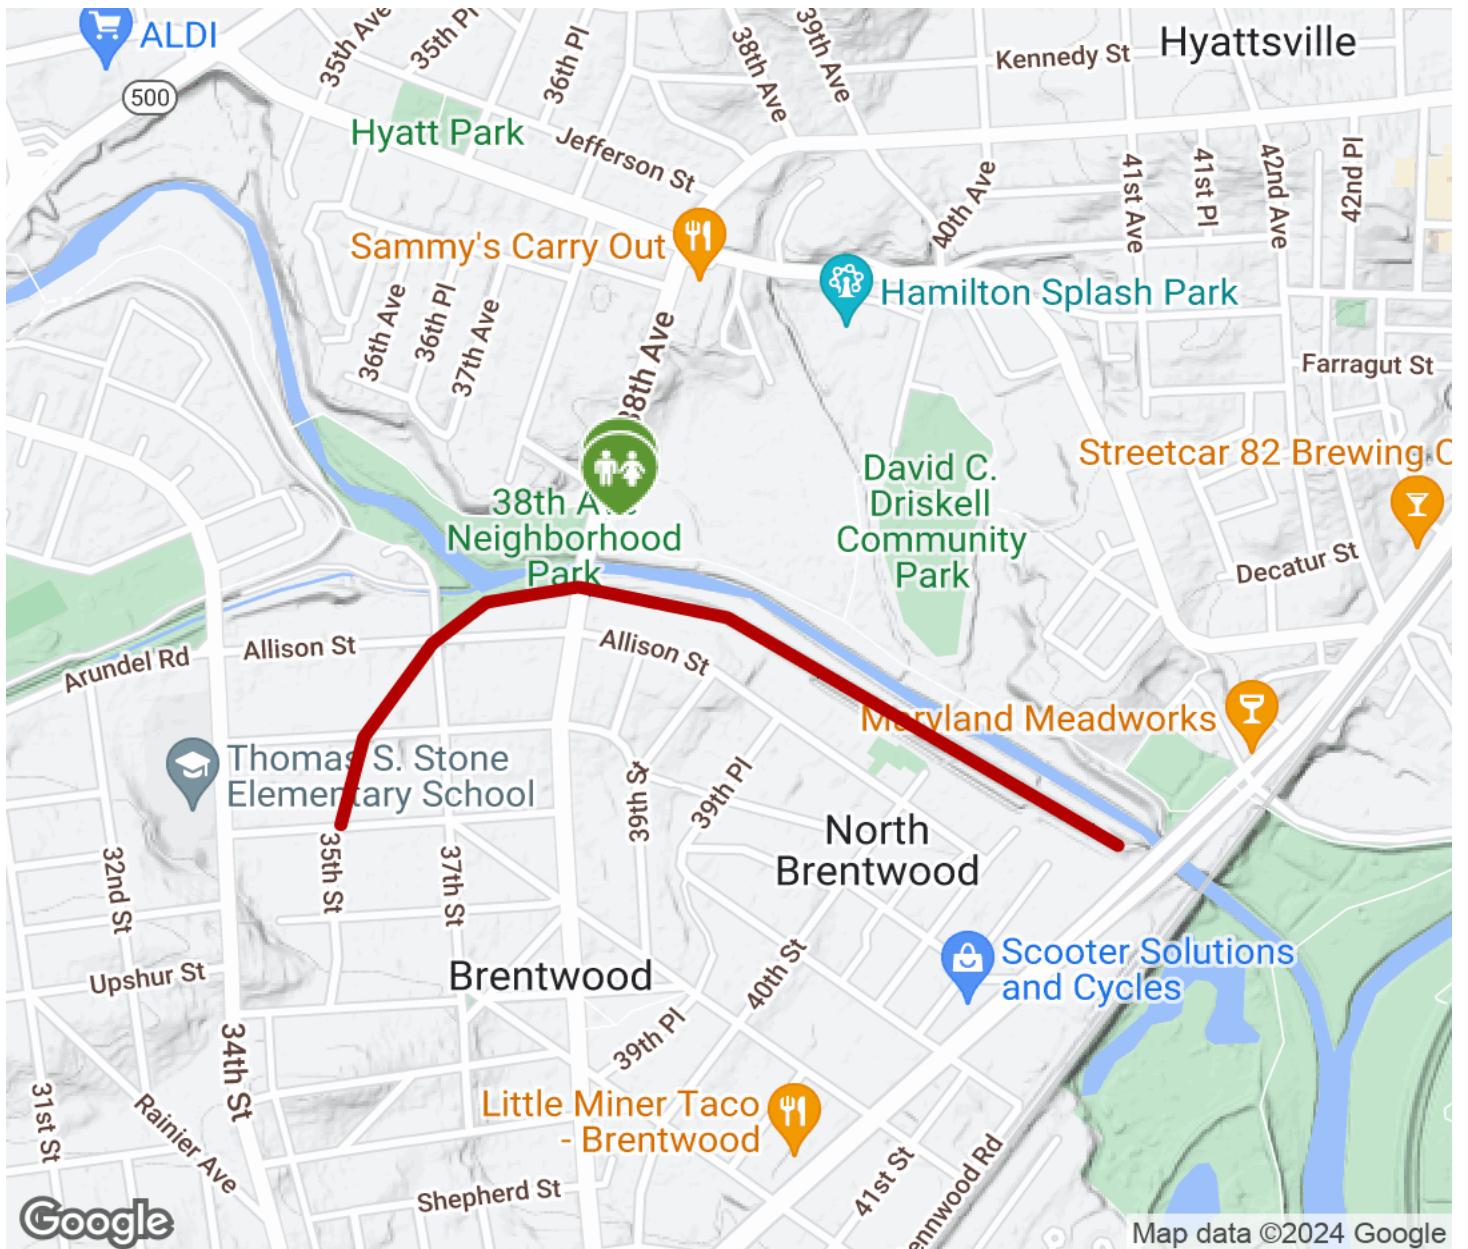 ALDI
500
35th Ave
35th Pl
36th Pl
38th Ave
39th Ave
Kennedy St
Hyattsville
Hyatt Park
Jefferson St
40th Ave
41st Ave
41st Pl
42nd Ave
42nd Pl
Sammy's Carry Out
Hamilton Splash Park
36th Ave
36th Pl
37th Ave
38th Ave
Farragut St
Streetcar 82 Brewing C
38th Ave
Neighborhood
Park
David C.
Driskell
Community
Park
Decatur St
Arundel Rd
Allison St
Allison St
Maryland Meadworks
Thomas S. Stone
Elementary School
39th St
39th Pl
North
Brentwood
32nd St
35th St
37th St
Upshur St
Brentwood
40th St
Scooter Solutions
and Cycles
39th Pl
34th St
31st St
Rainier Ave
Little Miner Taco
- Brentwood
41st St
ennwood Rd
Shepherd St
Google
Map data ©2024 Google